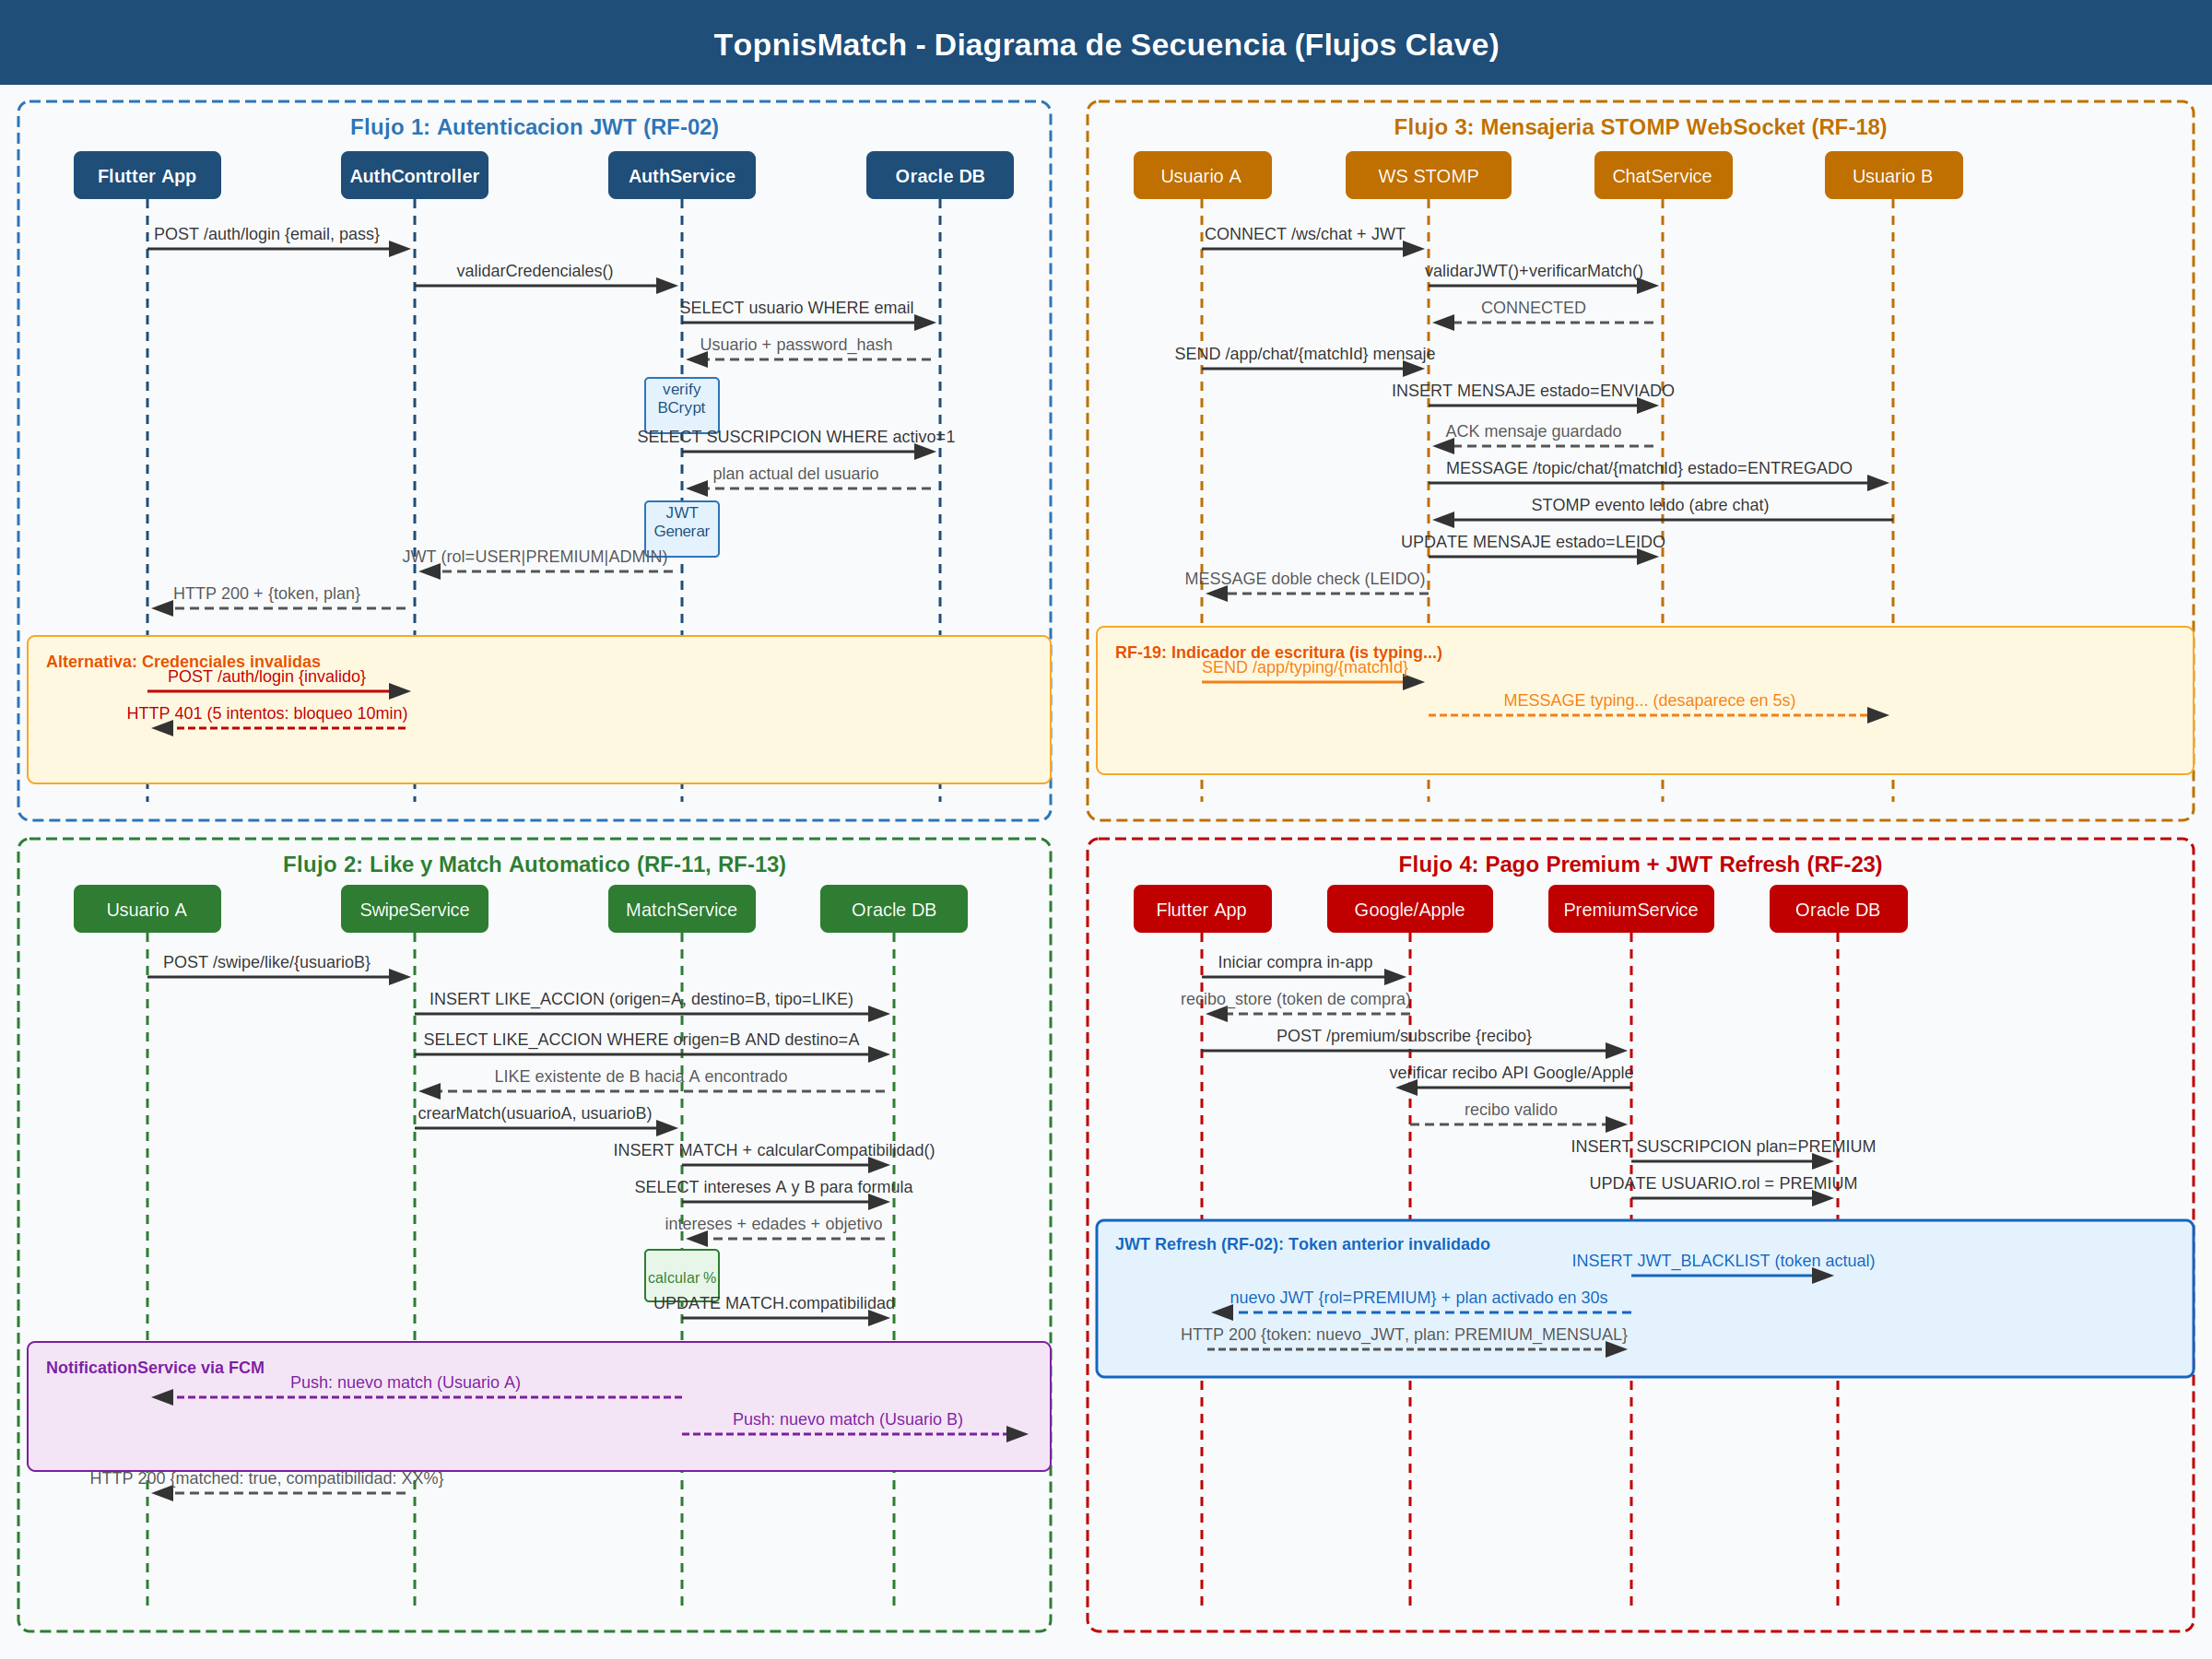 TopnisMatch - Diagrama de Secuencia (Flujos Clave)
Flujo 1: Autenticacion JWT (RF-02)
Flutter App
AuthController
AuthService
Oracle DB
POST /auth/login {email, pass}
validarCredenciales()
SELECT usuario WHERE email
Usuario + password_hash
verify
BCrypt
SELECT SUSCRIPCION WHERE activo=1
plan actual del usuario
JWT
Generar
JWT (rol=USER|PREMIUM|ADMIN)
HTTP 200 + {token, plan}
Alternativa: Credenciales invalidas
POST /auth/login {invalido}
HTTP 401 (5 intentos: bloqueo 10min)
Flujo 3: Mensajeria STOMP WebSocket (RF-18)
Usuario A
WS STOMP
ChatService
Usuario B
CONNECT /ws/chat + JWT
validarJWT()+verificarMatch()
CONNECTED
SEND /app/chat/{matchId} mensaje
INSERT MENSAJE estado=ENVIADO
ACK mensaje guardado
MESSAGE /topic/chat/{matchId} estado=ENTREGADO
STOMP evento leido (abre chat)
UPDATE MENSAJE estado=LEIDO
MESSAGE doble check (LEIDO)
RF-19: Indicador de escritura (is typing...)
SEND /app/typing/{matchId}
MESSAGE typing... (desaparece en 5s)
Flujo 2: Like y Match Automatico (RF-11, RF-13)
Usuario A
SwipeService
MatchService
Oracle DB
POST /swipe/like/{usuarioB}
INSERT LIKE_ACCION (origen=A, destino=B, tipo=LIKE)
SELECT LIKE_ACCION WHERE origen=B AND destino=A
LIKE existente de B hacia A encontrado
crearMatch(usuarioA, usuarioB)
INSERT MATCH + calcularCompatibilidad()
SELECT intereses A y B para formula
intereses + edades + objetivo
calcular %
UPDATE MATCH.compatibilidad
NotificationService via FCM
Push: nuevo match (Usuario A)
Push: nuevo match (Usuario B)
HTTP 200 {matched: true, compatibilidad: XX%}
Flujo 4: Pago Premium + JWT Refresh (RF-23)
Flutter App
Google/Apple
PremiumService
Oracle DB
Iniciar compra in-app
recibo_store (token de compra)
POST /premium/subscribe {recibo}
verificar recibo API Google/Apple
recibo valido
INSERT SUSCRIPCION plan=PREMIUM
UPDATE USUARIO.rol = PREMIUM
JWT Refresh (RF-02): Token anterior invalidado
INSERT JWT_BLACKLIST (token actual)
nuevo JWT {rol=PREMIUM} + plan activado en 30s
HTTP 200 {token: nuevo_JWT, plan: PREMIUM_MENSUAL}